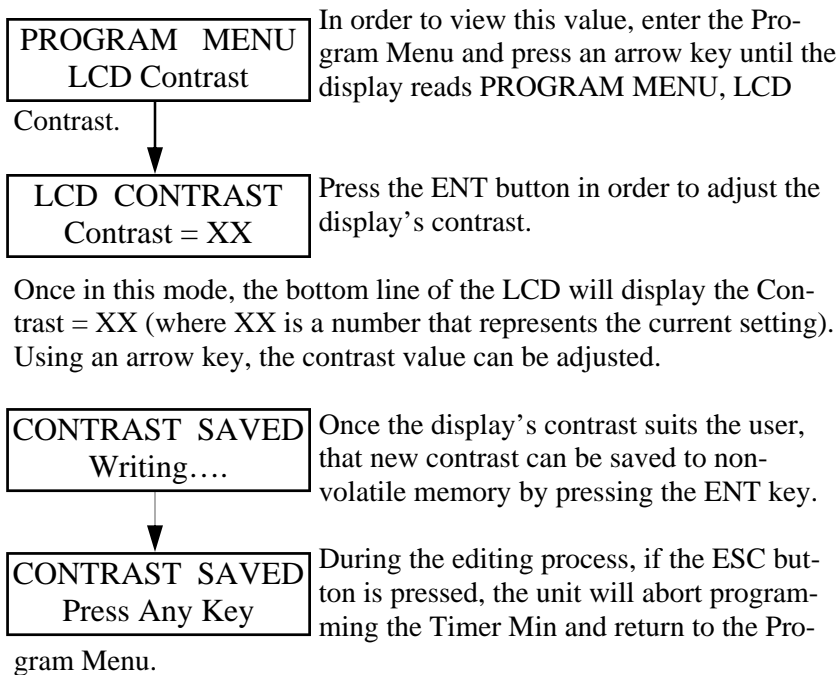 PROGRAM MENU
LCD Contrast
In order to view this value, enter the Pro-
gram Menu and press an arrow key until the
display reads PROGRAM MENU, LCD
Contrast.
LCD CONTRAST
Contrast = XX
Press the ENT button in order to adjust the
display’s contrast.
Once in this mode, the bottom line of the LCD will display the Con-
trast = XX (where XX is a number that represents the current setting).
Using an arrow key, the contrast value can be adjusted.
CONTRAST SAVED
Writing….
Once the display’s contrast suits the user,
that new contrast can be saved to non-
volatile memory by pressing the ENT key.
CONTRAST SAVED
Press Any Key
During the editing process, if the ESC but-
ton is pressed, the unit will abort program-
ming the Timer Min and return to the Pro-
gram Menu.